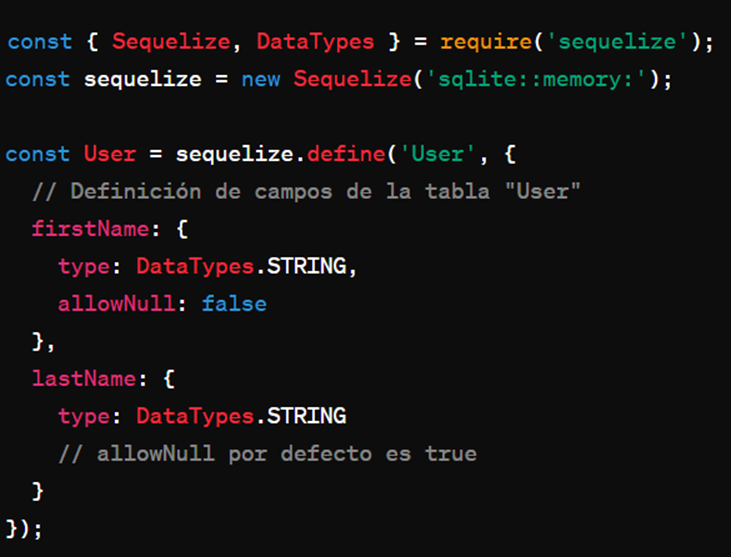 const { Sequelize, DataTypes } = require('sequelize');
const sequelize = new Sequelize('sqlite::memory:');

const User = sequelize.define('User', {
  // Definición de campos de la tabla "User"
  firstName: {
    type: DataTypes.STRING,
    allowNull: false
  },
  lastName: {
    type: DataTypes.STRING
    // allowNull por defecto es true
  }
});